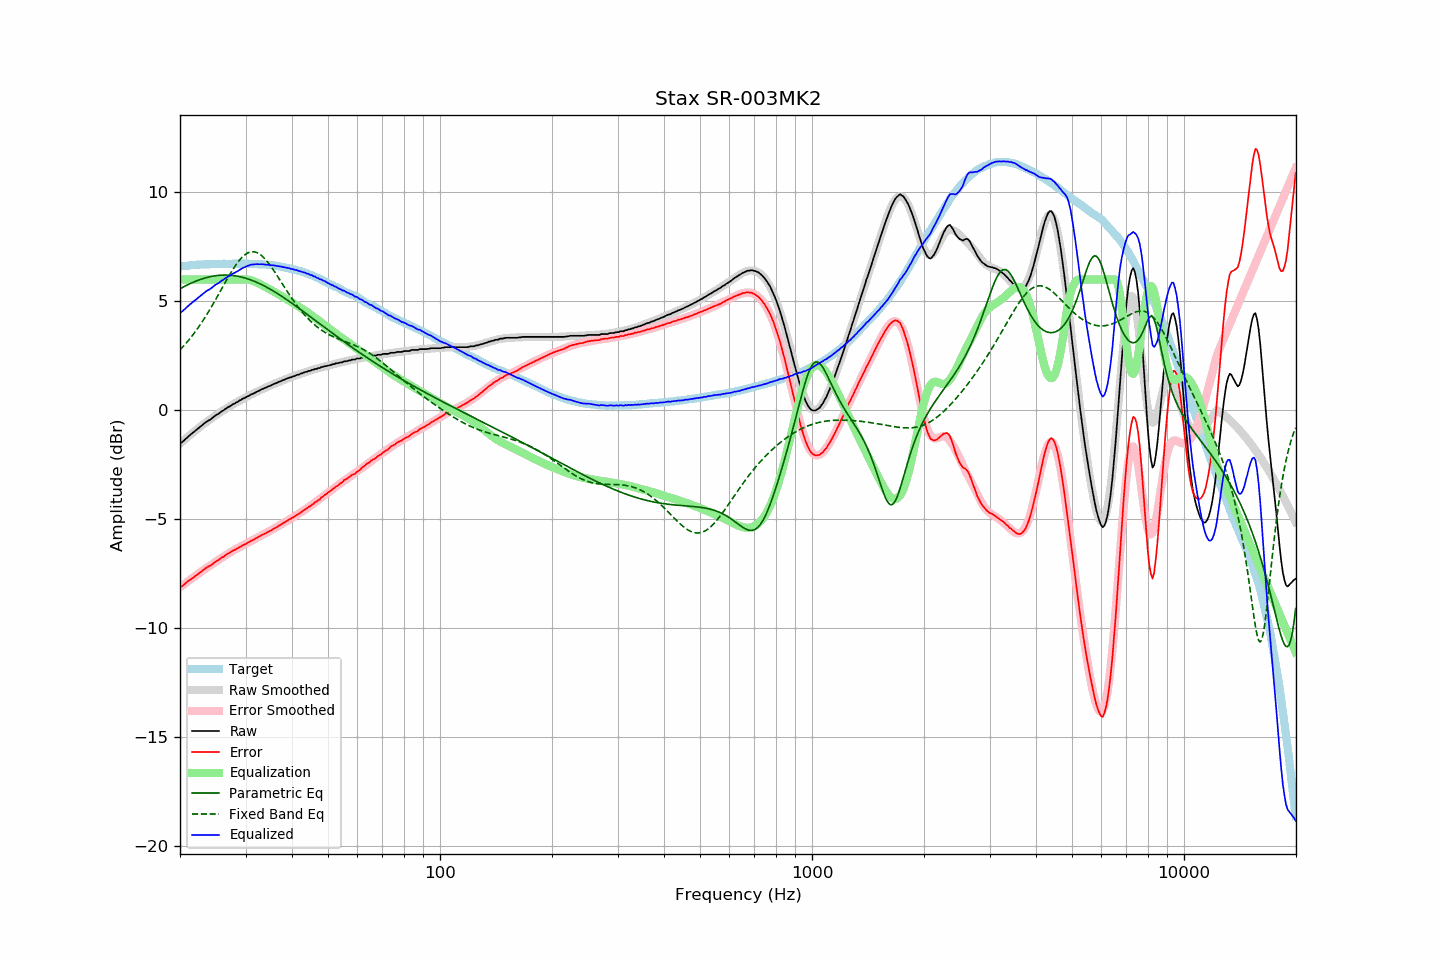 Stax SR-003MK2
Amplitude (dBr)
10
5
0
−5
−10
−15
−20
Target
Raw Smoothed
Error Smoothed
Raw
Error
Equalization
Parametric Eq
Fixed Band Eq
Equalized
100
1000
10000
Frequency (Hz)